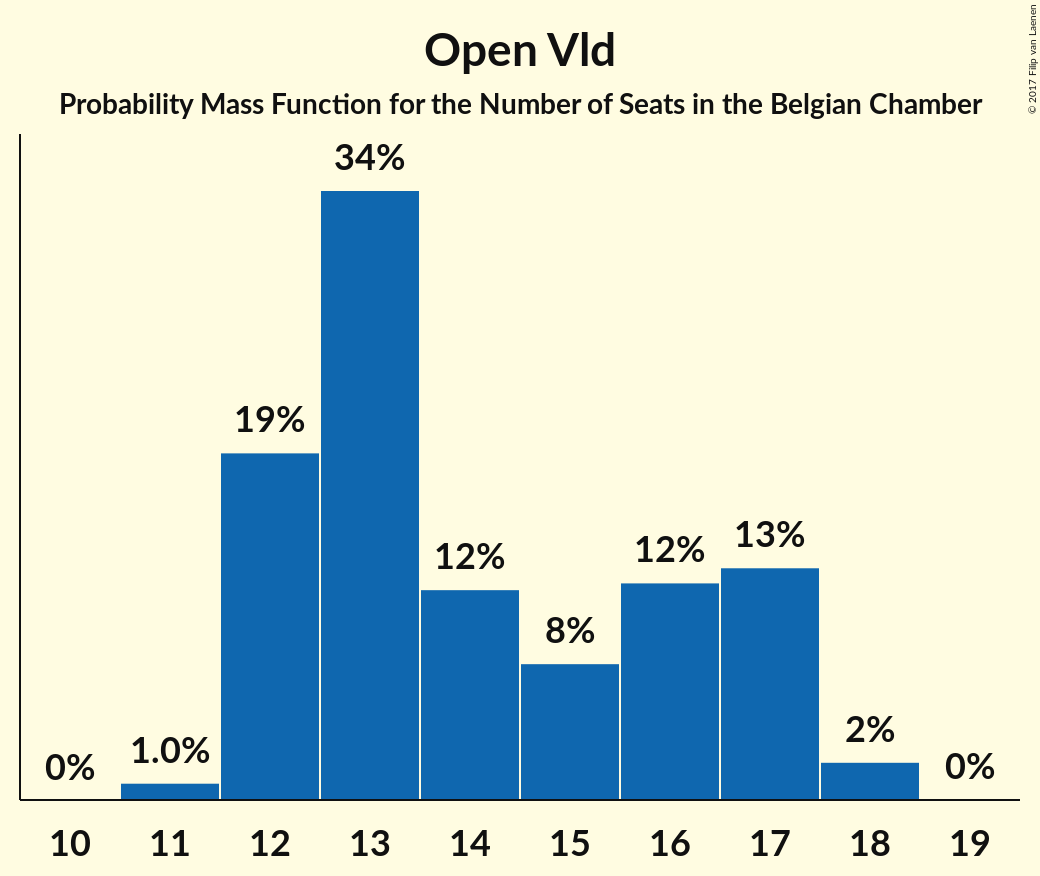 Open Vld
Probability Mass Function for the Number of Seats in the Belgian Chamber
© 2017 Filip van Laenen
34%
19%
12%
8%
12%
13%
2%
0%
1.0%
0%
10 11 12 13 14 15 16 17 18 19